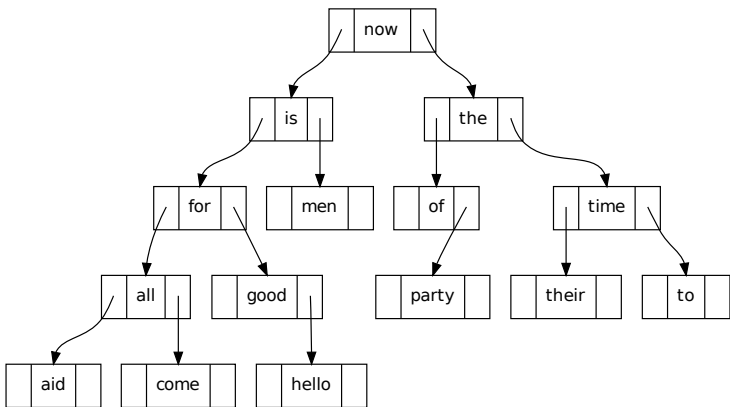 now
is the
for men of time
all good party their to
aid come hello